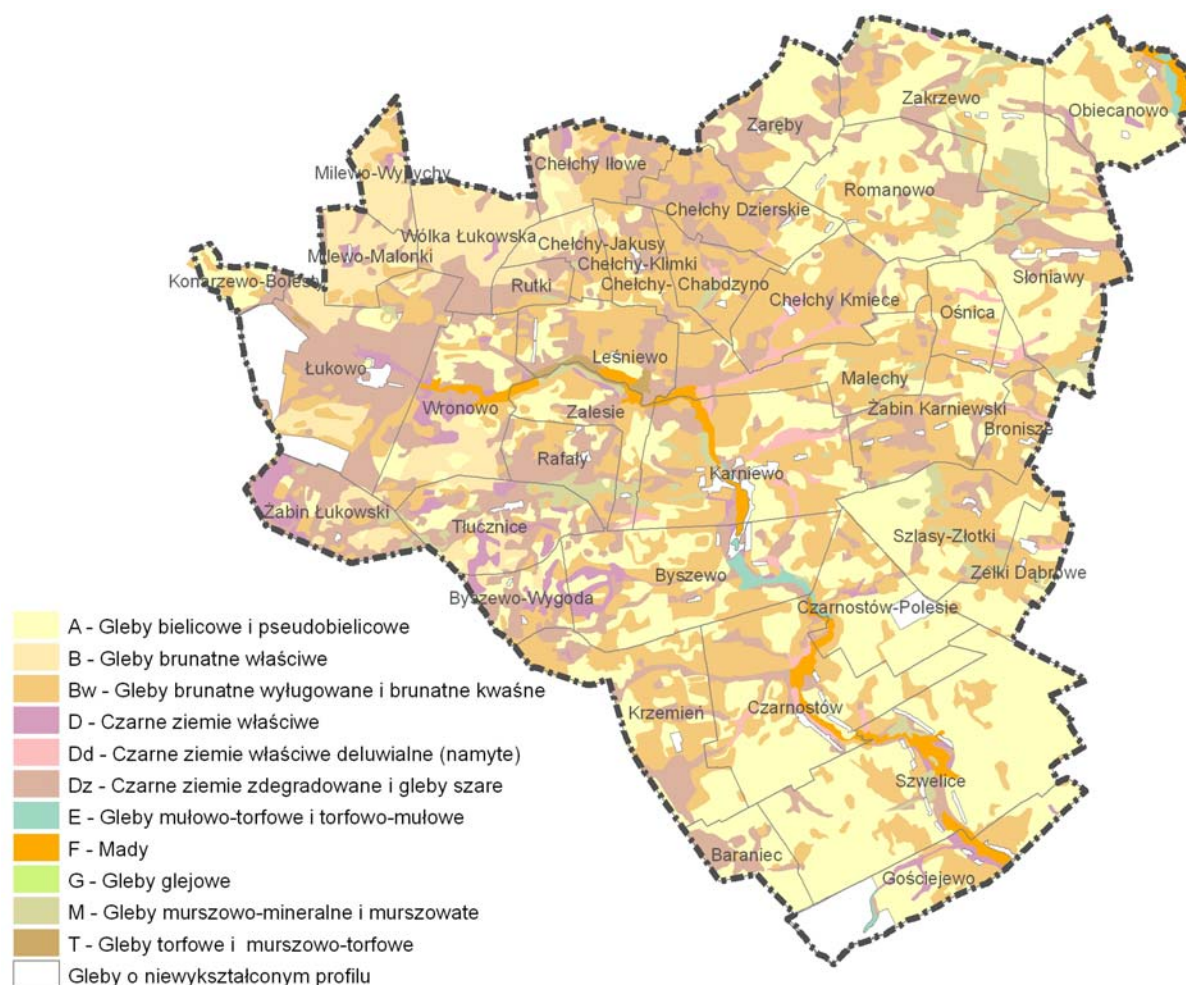 Zakrzewo
Obiecanowo
Zaręby
Chełchy Iłowe
Milewo-Wypychy
Romanowo
Chełchy Dzierskie
Wólka Łukowska
Chełchy-Jakusy
Milewo-Malonki
Chełchy-Klimki
Słoniawy
Konarzewo-Bolesty
Rutki
Chełchy- Chabdzyno
Chełchy Kmiece
Ośnica
Łukowo
Leśniewo
Malechy
Wronowo
Zalesie
Żabin Karniewski
Bronisze
Rafały
Karniewo
Żabin Łukowski
Tłucznice
Szlasy-Złotki
Byszewo
Zelki Dąbrowe
Byszewo-Wygoda
Czarnostów-Polesie
Krzemień
Czarnostów
Szwelice
Baraniec
Gościejewo
A - Gleby bielicowe i pseudobielicowe
B - Gleby brunatne właściwe
Bw - Gleby brunatne wyługowane i brunatne kwaśne
D - Czarne ziemie właściwe
Dd - Czarne ziemie właściwe deluwialne (namyte)
Dz - Czarne ziemie zdegradowane i gleby szare
E - Gleby mułowo-torfowe i torfowo-mułowe
F - Mady
G - Gleby glejowe
M - Gleby murszowo-mineralne i murszowate
T - Gleby torfowe i murszowo-torfowe
Gleby o niewykształconym profilu